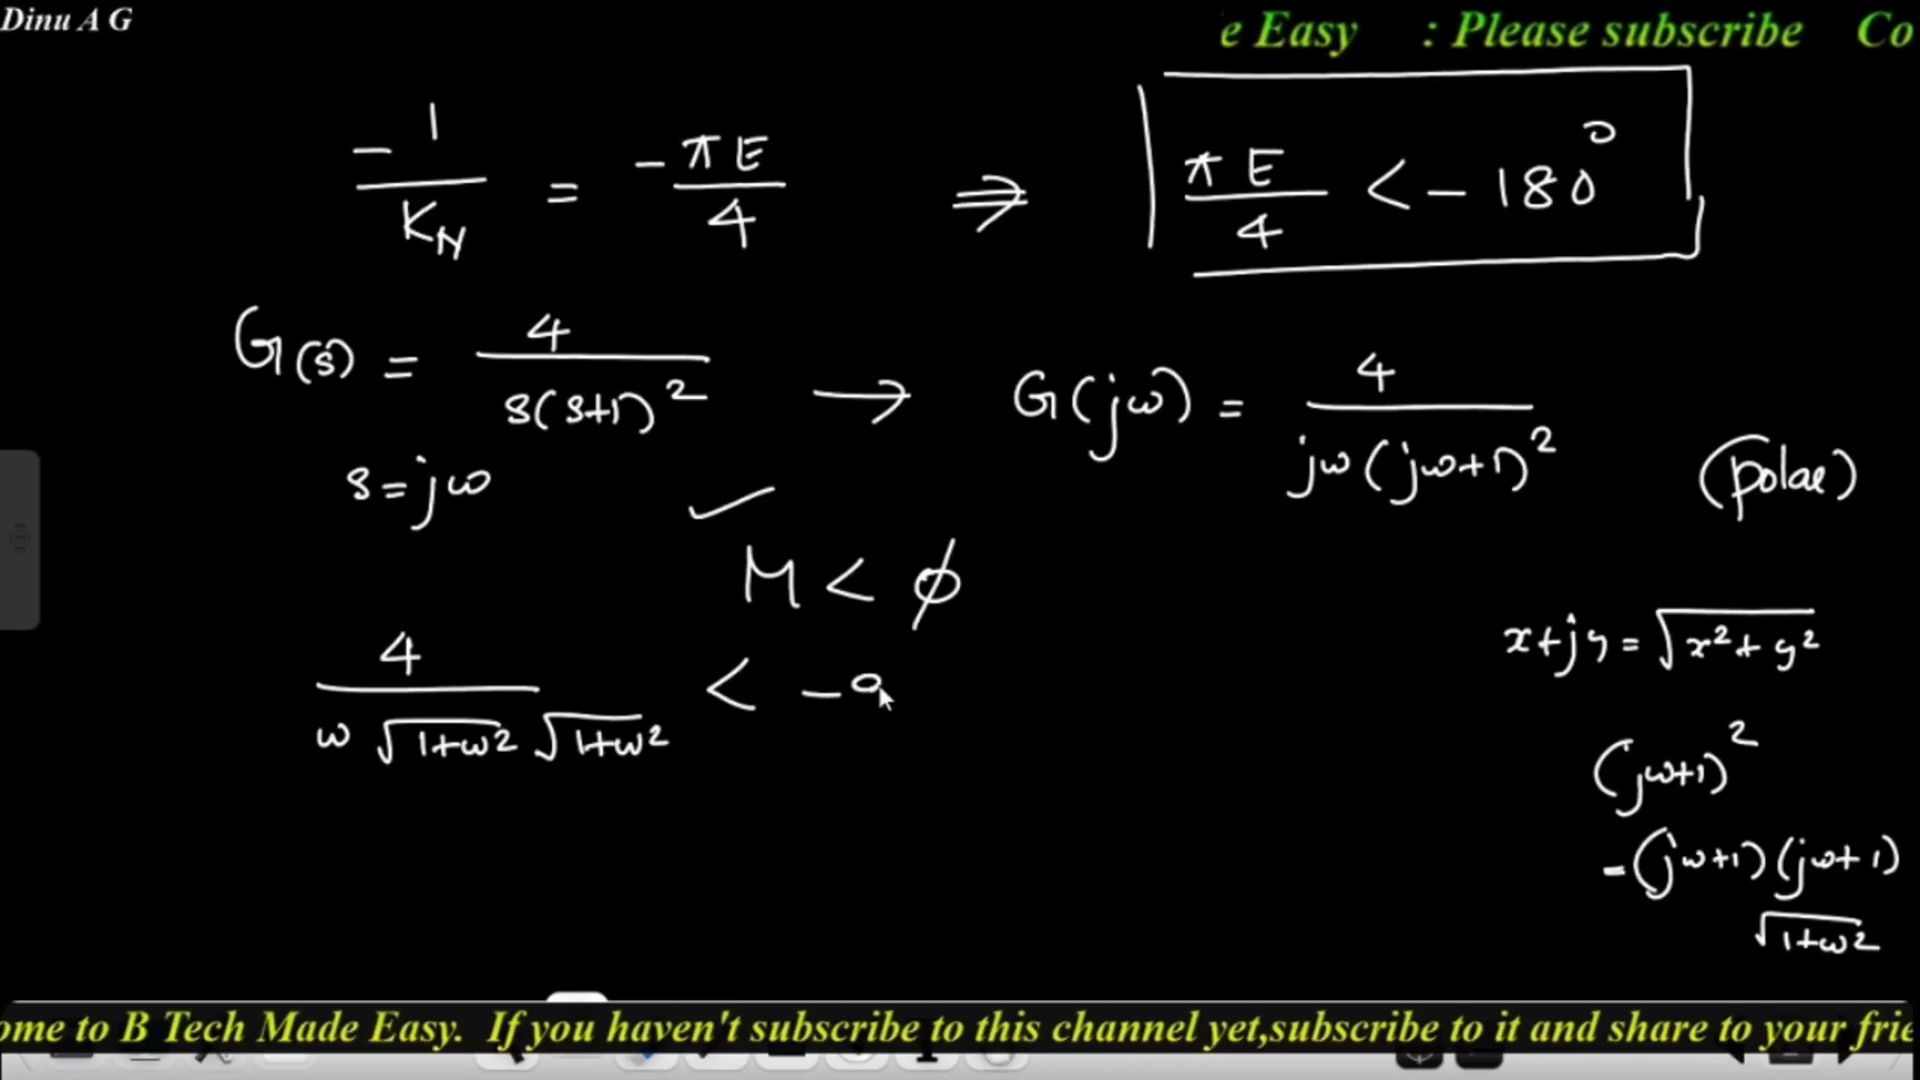 Dinu A G
e Easy : Please subscribe Co
-1/K_N = -πE/4 ⇒ πE/4 < -180°
G(s) = 4/s(s+1)² → G(jω) = 4/jω(jω+1)² (polar)
s=jω
✓
M < φ
x+jy = √x²+y²
4/ω√1+ω² √1+ω² < -9
(jω+1)²
=(jω+1)(jω+1)
√1+ω²
ome to B Tech Made Easy. If you haven't subscribe to this channel yet,subscribe to it and share to your frie